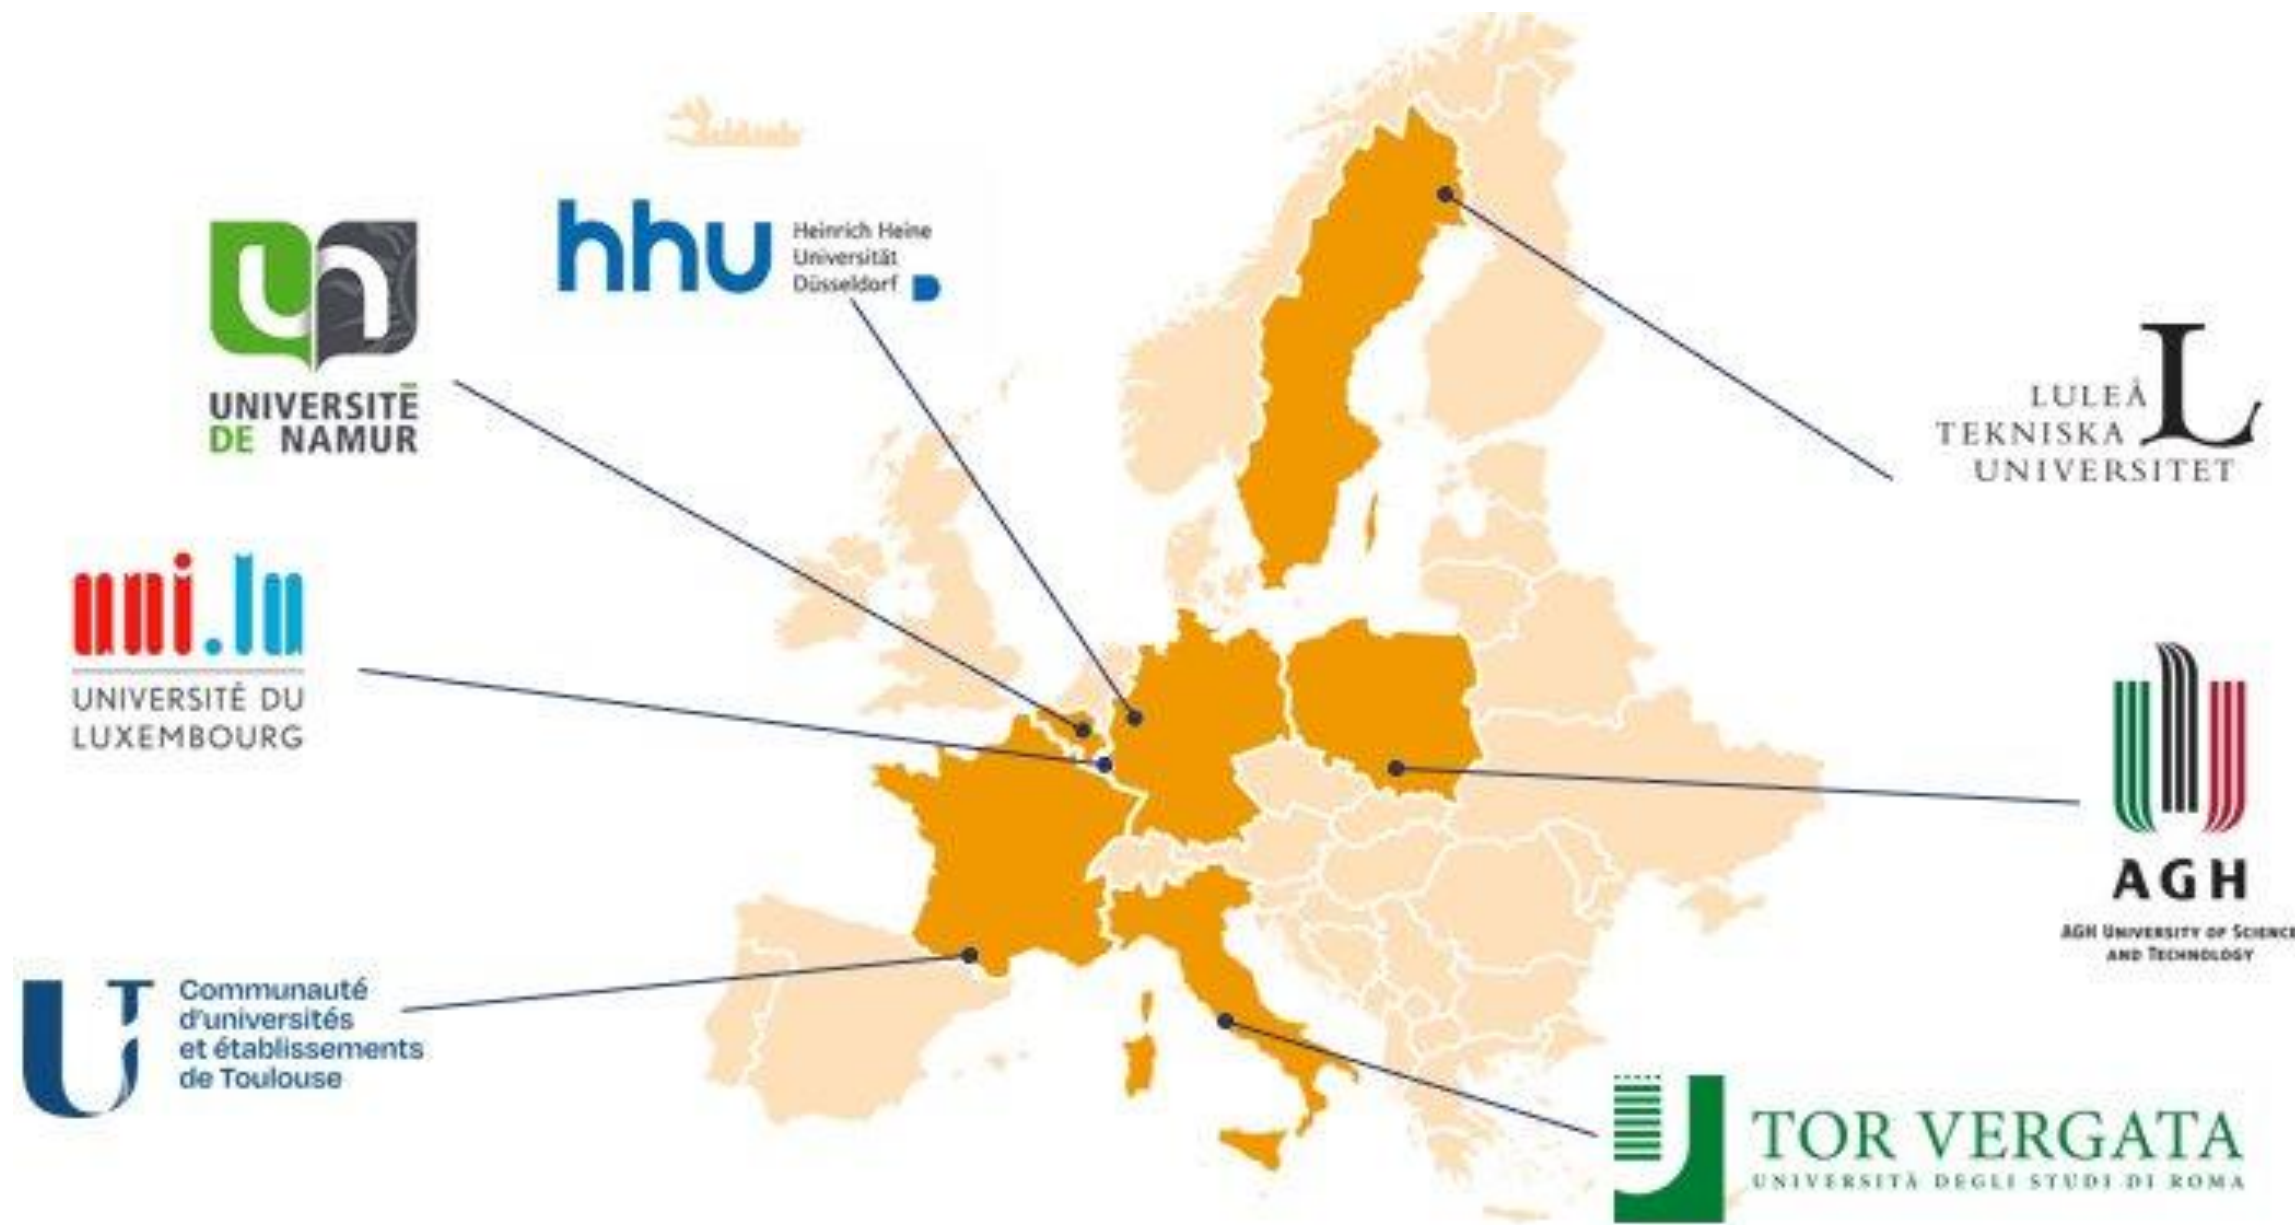 hhu
Heinrich Heine
Universität
Düsseldorf
un
UNIVERSITÉ
DE NAMUR
LULEÅ
TEKNISKA
UNIVERSITET
uni.lu
UNIVERSITÉ DU
LUXEMBOURG
AGH
AGH UNIVERSITY OF SCIENCE
AND TECHNOLOGY
Communauté
d'universités
et établissements
de Toulouse
TOR VERGATA
UNIVERSITÀ DEGLI STUDI DI ROMA